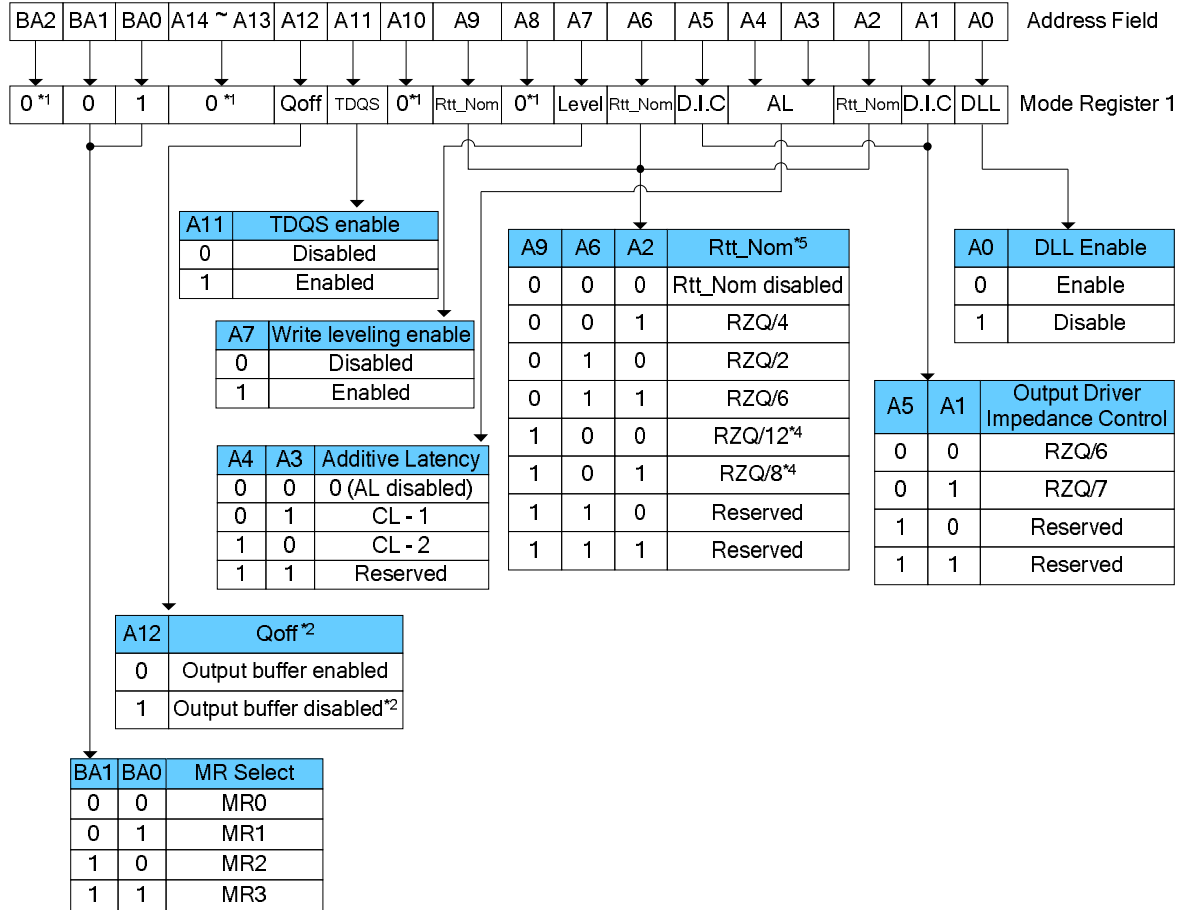 BA2 BA1 BA0 A14 ~ A13 A12 A11 A10 A9 A8 A7 A6 A5 A4 A3 A2 A1 A0 Address Field
0*1 0 1 0*1 Qoff TDQS 0*1 Rtt_Nom 0*1 Level Rtt_Nom D.I.C AL Rtt_Nom D.I.C DLL Mode Register 1
A11 TDQS enable
0 Disabled
1 Enabled
A7 Write leveling enable
0 Disabled
1 Enabled
A4 A3 Additive Latency
0 0 0 (AL disabled)
0 1 CL - 1
1 0 CL - 2
1 1 Reserved
A9 A6 A2 Rtt_Nom*5
0 0 0 Rtt_Nom disabled
0 0 1 RZQ/4
0 1 0 RZQ/2
0 1 1 RZQ/6
1 0 0 RZQ/12*4
1 0 1 RZQ/8*4
1 1 0 Reserved
1 1 1 Reserved
A0 DLL Enable
0 Enable
1 Disable
A5 A1 Output Driver
Impedance Control
0 0 RZQ/6
0 1 RZQ/7
1 0 Reserved
1 1 Reserved
A12 Qoff*2
0 Output buffer enabled
1 Output buffer disabled*2
BA1 BA0 MR Select
0 0 MR0
0 1 MR1
1 0 MR2
1 1 MR3